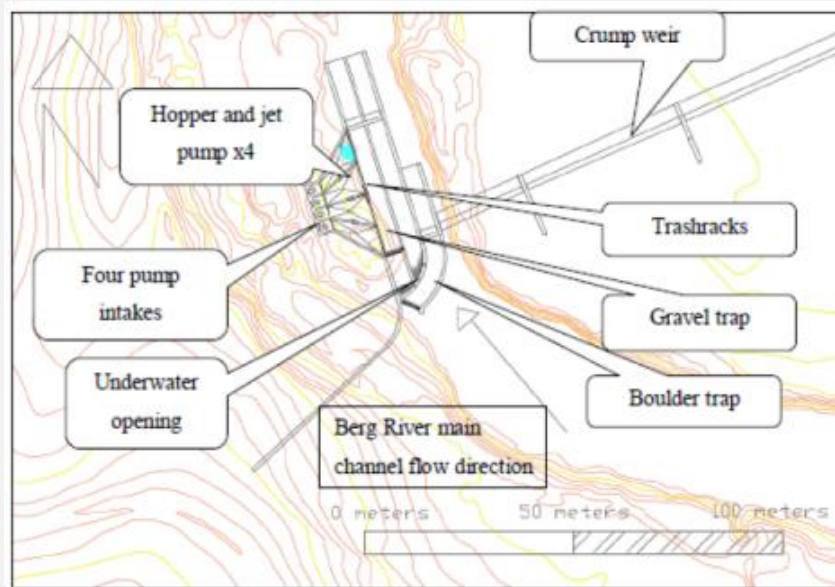 Crump weir
Hopper and jet
pump x4
Trashracks
Four pump
intakes
Gravel trap
Underwater
opening
Boulder trap
Berg River main
channel flow direction
0 meters
50 meters
100 meters